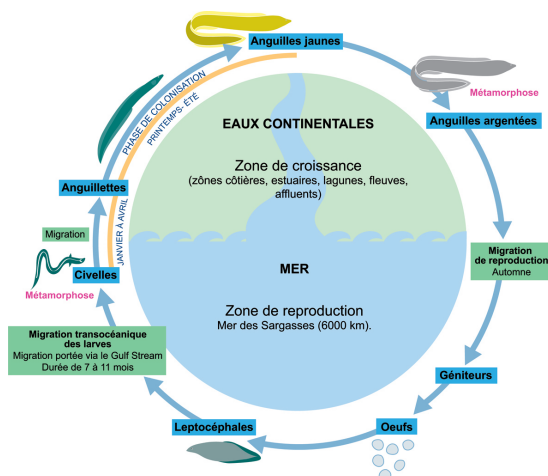 Anguilles jaunes
Métamorphose
Anguilles argentées
PHASE DE COLONISATION
PRINTEMPS- ÉTÉ
EAUX CONTINENTALES
Zone de croissance
(zônes côtières, estuaires, lagunes, fleuves,
affluents)
Anguillettes
JANVIER À AVRIL
Migration
Civelles
Métamorphose
MER
Zone de reproduction
Mer des Sargasses (6000 km).
Migration
de reproduction
Automne
Migration transocéanique
des larves
Migration portée via le Gulf Stream
Durée de 7 à 11 mois
Géniteurs
Leptocéphales
Oeufs